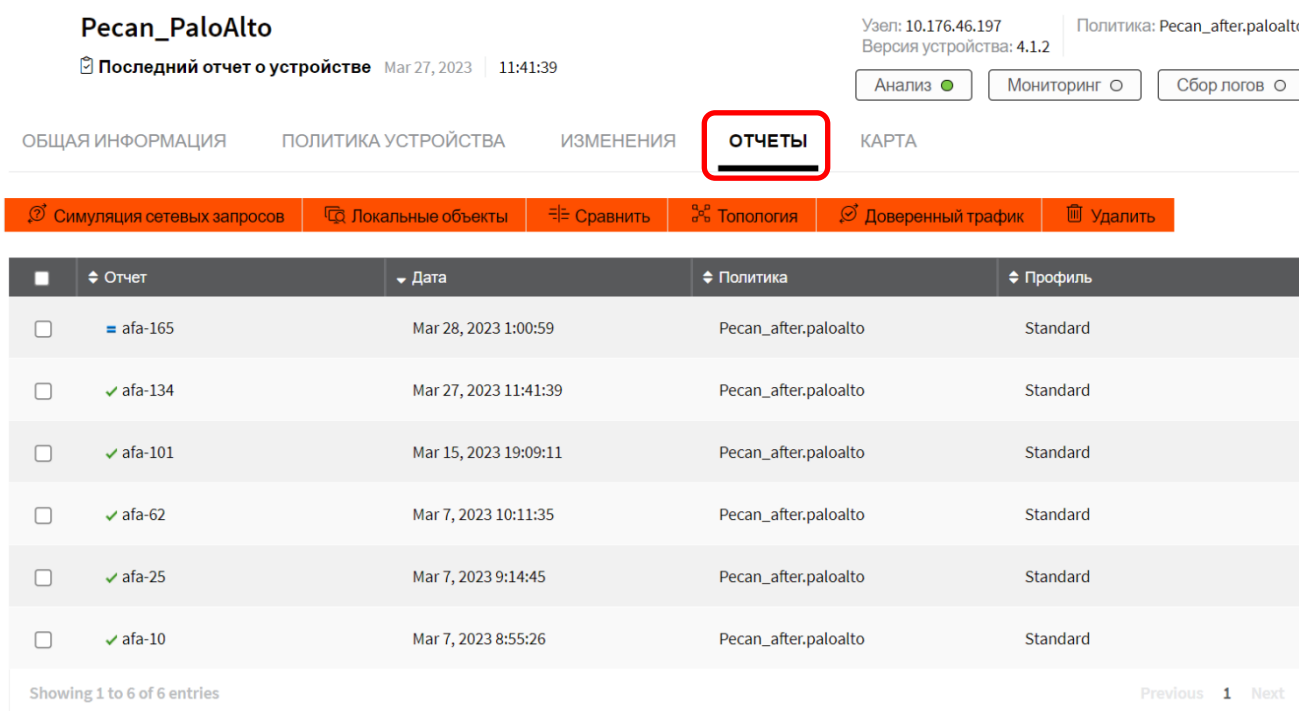 Pecan_PaloAlto
Узел: 10.176.46.197 Политика: Pecan_after.paloalto
Версия устройства: 4.1.2
Последний отчет о устройстве Mar 27, 2023 11:41:39
Анализ Мониторинг Сбор логов
ОБЩАЯ ИНФОРМАЦИЯ ПОЛИТИКА УСТРОЙСТВА ИЗМЕНЕНИЯ ОТЧЕТЫ КАРТА
Симуляция сетевых запросов Локальные объекты Сравнить Топология Доверенный трафик Удалить
Отчет Дата Политика Профиль
afa-165 Mar 28, 2023 1:00:59 Pecan_after.paloalto Standard
afa-134 Mar 27, 2023 11:41:39 Pecan_after.paloalto Standard
afa-101 Mar 15, 2023 19:09:11 Pecan_after.paloalto Standard
afa-62 Mar 7, 2023 10:11:35 Pecan_after.paloalto Standard
afa-25 Mar 7, 2023 9:14:45 Pecan_after.paloalto Standard
afa-10 Mar 7, 2023 8:55:26 Pecan_after.paloalto Standard
Showing 1 to 6 of 6 entries Previous 1 Next